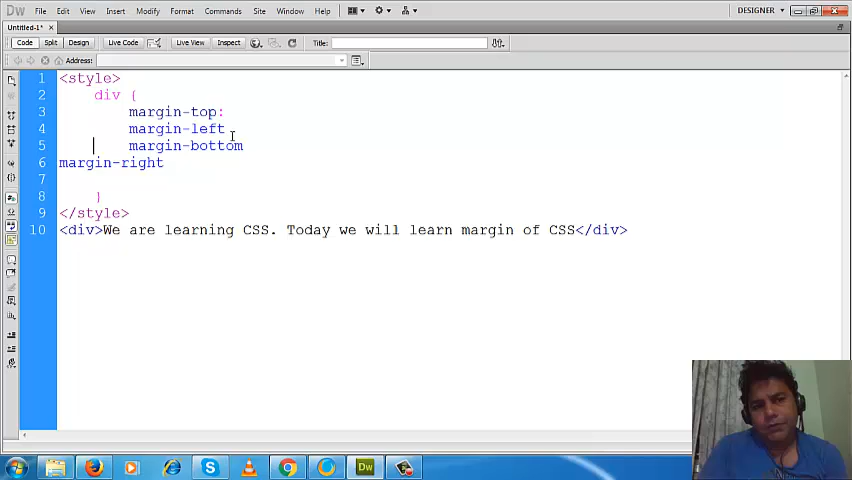 Dw File Edit View Insert Modify Format Commands Site Window Help DESIGNER
Untitled-1*
Code Split Design Live Code Live View Inspect Title:
Address:
1 <style>
2 div {
3 margin-top:
4 margin-left
5 margin-bottom
6 margin-right
7
8 }
9 </style>
10 <div>We are learning CSS. Today we will learn margin of CSS</div>
Dw